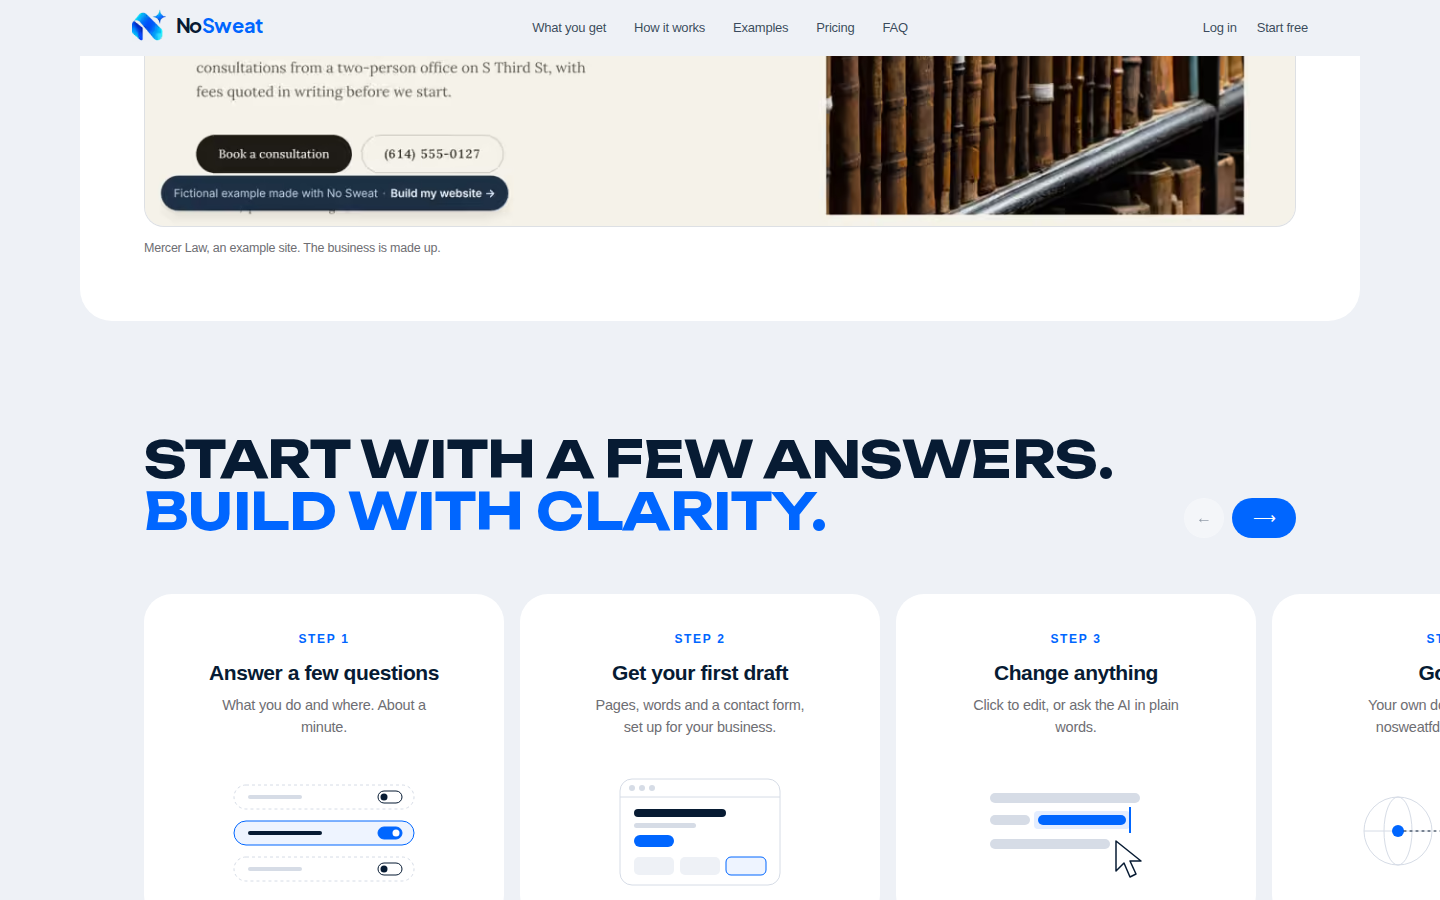 NoSweat
What you get
How it works
Examples
Pricing
FAQ
Log in
Start free
consultations from a two-person office on S Third St, with
fees quoted in writing before we start.
Book a consultation
(614) 555-0127
Fictional example made with No Sweat · Build my website →
Mercer Law, an example site. The business is made up.
START WITH A FEW ANSWERS.
BUILD WITH CLARITY.
← →
STEP 1
Answer a few questions
What you do and where. About a
minute.
STEP 2
Get your first draft
Pages, words and a contact form,
set up for your business.
STEP 3
Change anything
Click to edit, or ask the AI in plain
words.
Your own